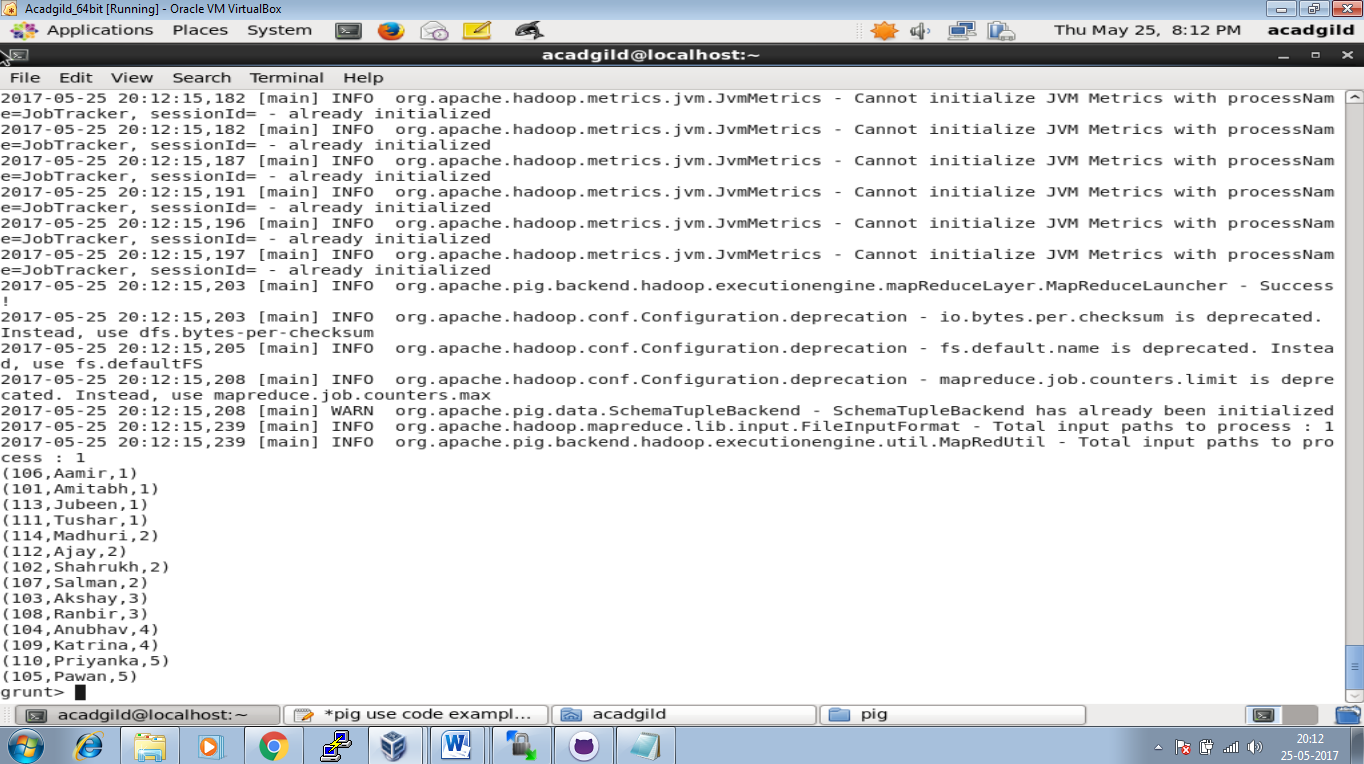 Acadgild_64bit [Running] - Oracle VM VirtualBox
Applications Places System Thu May 25, 8:12 PM acadgild
acadgild@localhost:~
File Edit View Search Terminal Help
2017-05-25 20:12:15,182 [main] INFO  org.apache.hadoop.metrics.jvm.JvmMetrics - Cannot initialize JVM Metrics with processNam
e=JobTracker, sessionId= - already initialized
2017-05-25 20:12:15,182 [main] INFO  org.apache.hadoop.metrics.jvm.JvmMetrics - Cannot initialize JVM Metrics with processNam
e=JobTracker, sessionId= - already initialized
2017-05-25 20:12:15,187 [main] INFO  org.apache.hadoop.metrics.jvm.JvmMetrics - Cannot initialize JVM Metrics with processNam
e=JobTracker, sessionId= - already initialized
2017-05-25 20:12:15,191 [main] INFO  org.apache.hadoop.metrics.jvm.JvmMetrics - Cannot initialize JVM Metrics with processNam
e=JobTracker, sessionId= - already initialized
2017-05-25 20:12:15,196 [main] INFO  org.apache.hadoop.metrics.jvm.JvmMetrics - Cannot initialize JVM Metrics with processNam
e=JobTracker, sessionId= - already initialized
2017-05-25 20:12:15,197 [main] INFO  org.apache.hadoop.metrics.jvm.JvmMetrics - Cannot initialize JVM Metrics with processNam
e=JobTracker, sessionId= - already initialized
2017-05-25 20:12:15,203 [main] INFO  org.apache.pig.backend.hadoop.executionengine.mapReduceLayer.MapReduceLauncher - Success
!
2017-05-25 20:12:15,203 [main] INFO  org.apache.hadoop.conf.Configuration.deprecation - io.bytes.per.checksum is deprecated.
Instead, use dfs.bytes-per-checksum
2017-05-25 20:12:15,205 [main] INFO  org.apache.hadoop.conf.Configuration.deprecation - fs.default.name is deprecated. Instea
d, use fs.defaultFS
2017-05-25 20:12:15,208 [main] INFO  org.apache.hadoop.conf.Configuration.deprecation - mapreduce.job.counters.limit is depre
cated. Instead, use mapreduce.job.counters.max
2017-05-25 20:12:15,208 [main] WARN  org.apache.pig.data.SchemaTupleBackend - SchemaTupleBackend has already been initialized
2017-05-25 20:12:15,239 [main] INFO  org.apache.hadoop.mapreduce.lib.input.FileInputFormat - Total input paths to process : 1
2017-05-25 20:12:15,239 [main] INFO  org.apache.pig.backend.hadoop.executionengine.util.MapRedUtil - Total input paths to pro
cess : 1
(106,Aamir,1)
(101,Amitabh,1)
(113,Jubeen,1)
(111,Tushar,1)
(114,Madhuri,2)
(112,Ajay,2)
(102,Shahrukh,2)
(107,Salman,2)
(103,Akshay,3)
(108,Ranbir,3)
(104,Anubhav,4)
(109,Katrina,4)
(110,Priyanka,5)
(105,Pawan,5)
grunt>
acadgild@localhost:~ *pig use code exampl... acadgild pig
20:12
25-05-2017